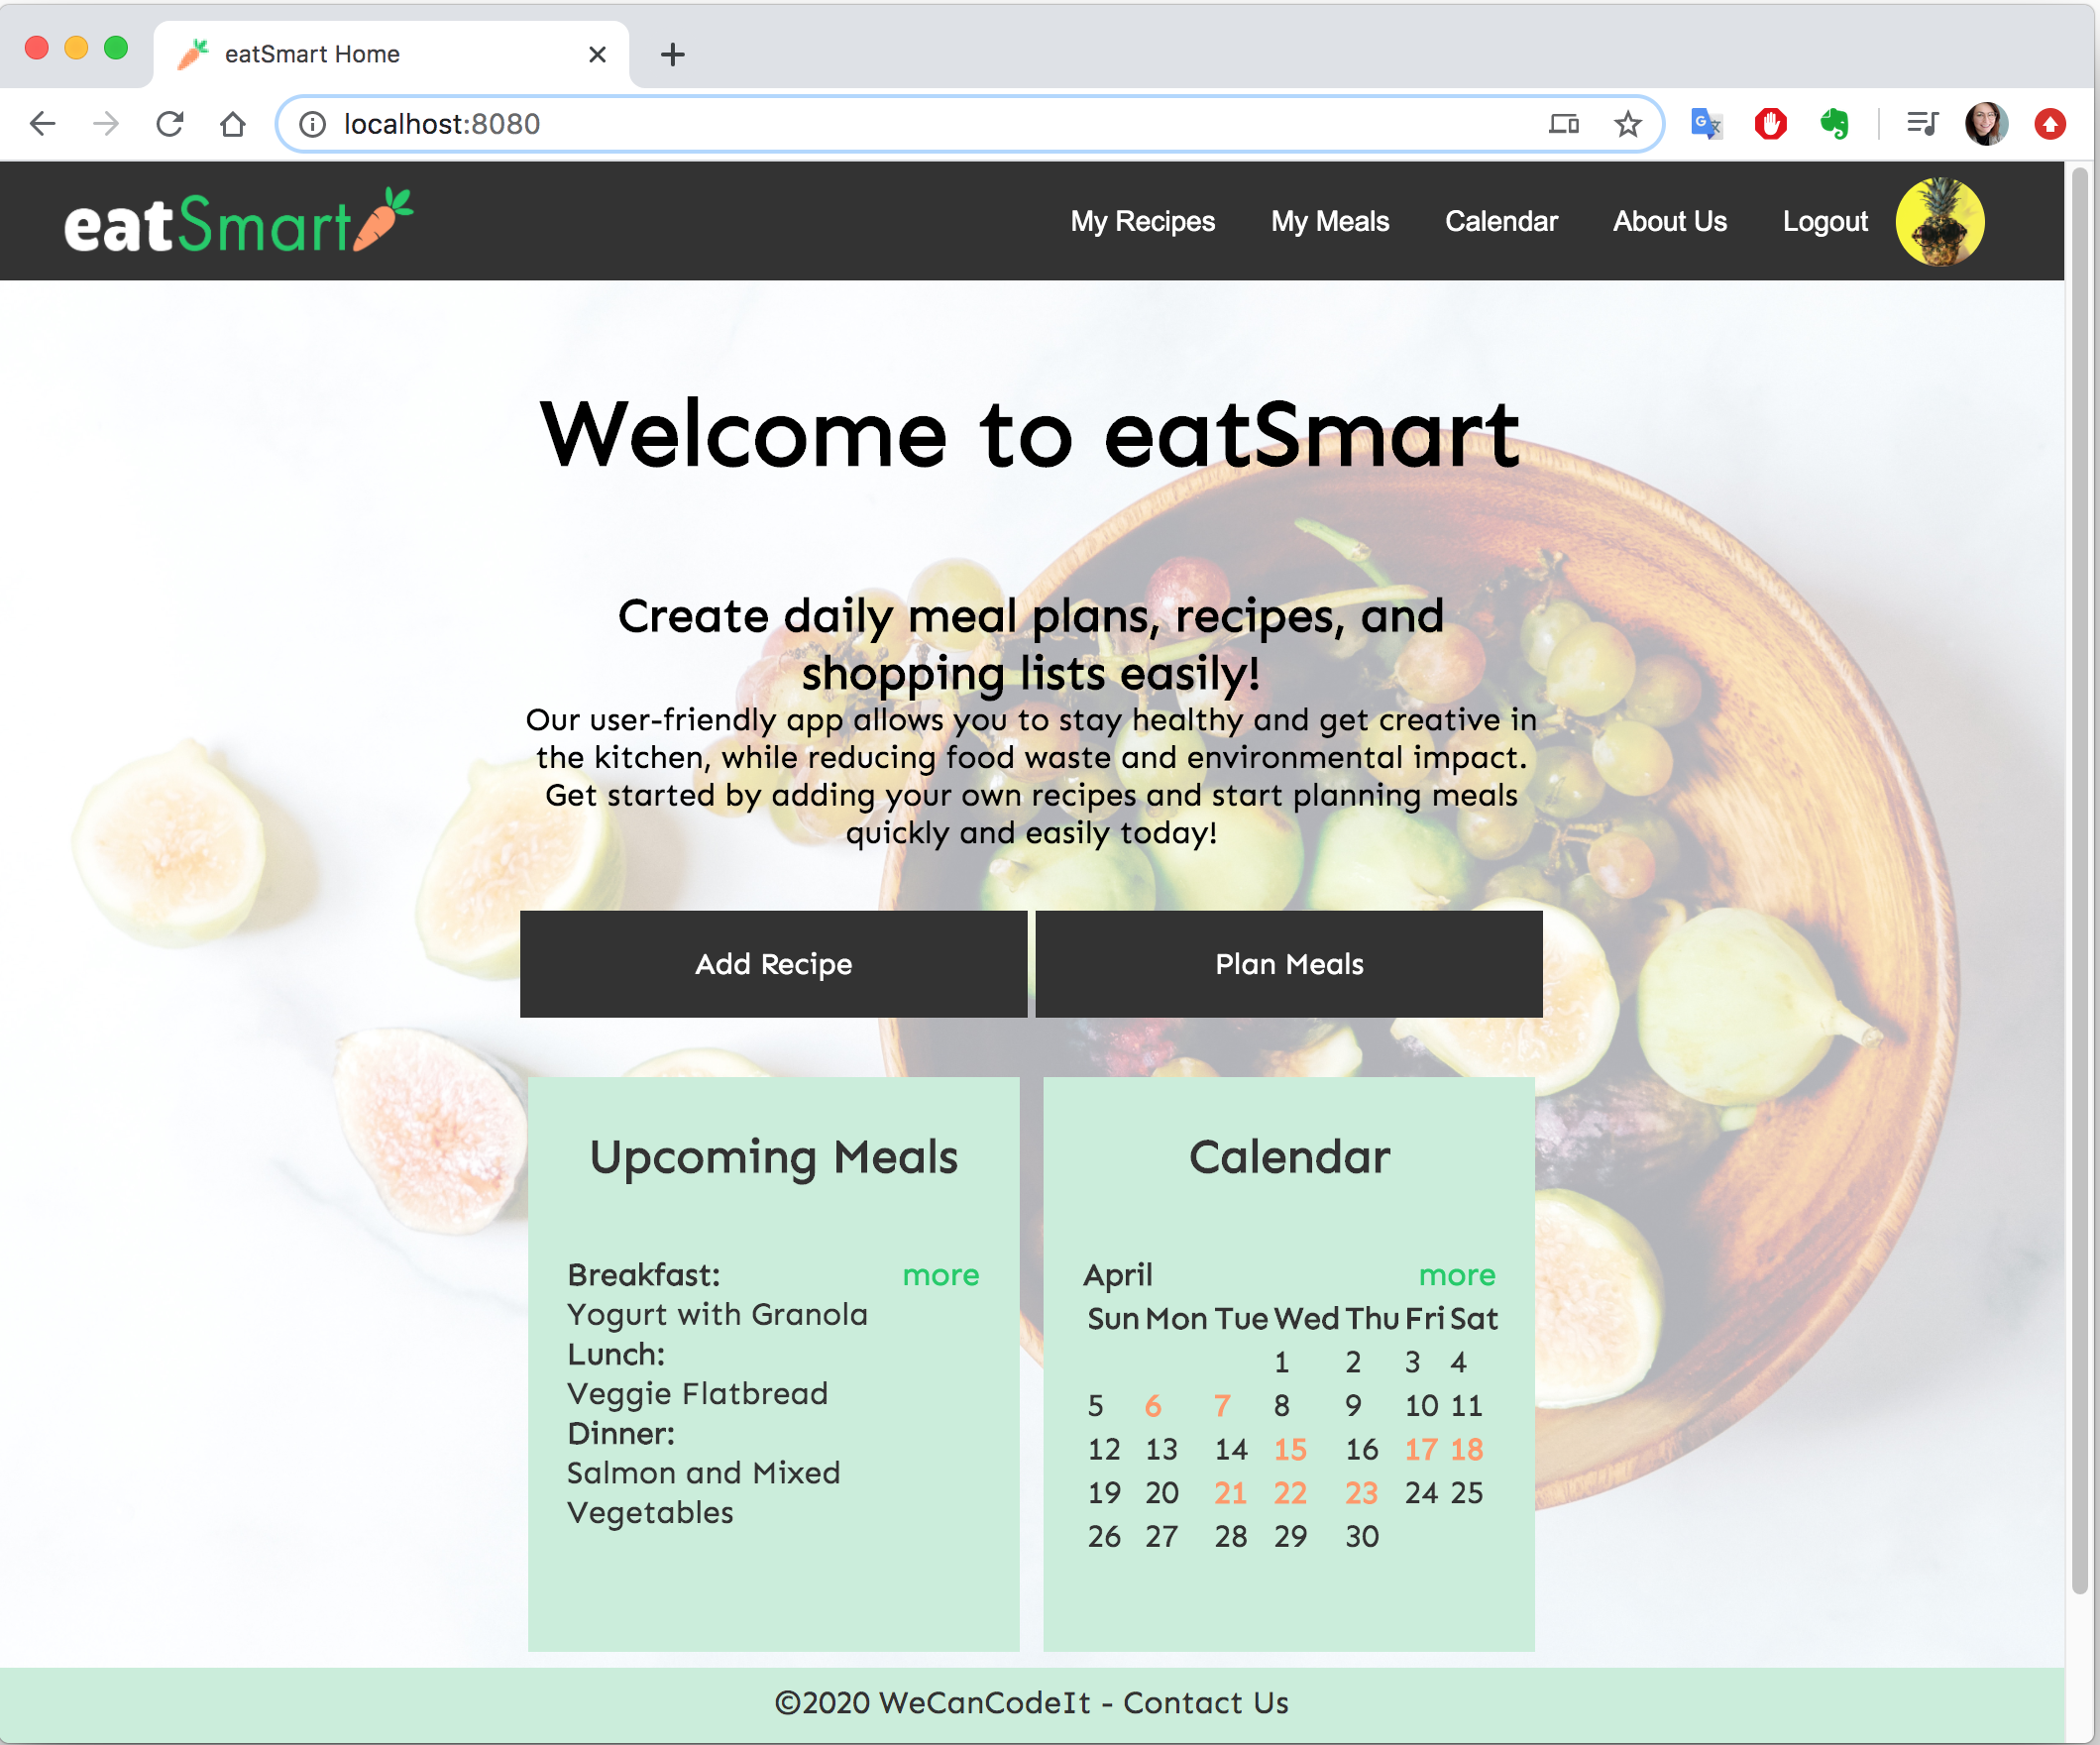 eatSmart Home
localhost:8080
eatSmart
My Recipes My Meals Calendar About Us Logout
Welcome to eatSmart
Create daily meal plans, recipes, and
shopping lists easily!
Our user-friendly app allows you to stay healthy and get creative in
the kitchen, while reducing food waste and environmental impact.
Get started by adding your own recipes and start planning meals
quickly and easily today!
Add Recipe
Plan Meals
Upcoming Meals
Breakfast: more
Yogurt with Granola
Lunch:
Veggie Flatbread
Dinner:
Salmon and Mixed
Vegetables
Calendar
April more
Sun Mon Tue Wed Thu Fri Sat
1 2 3 4
5 6 7 8 9 10 11
12 13 14 15 16 17 18
19 20 21 22 23 24 25
26 27 28 29 30
©2020 WeCanCodeIt - Contact Us